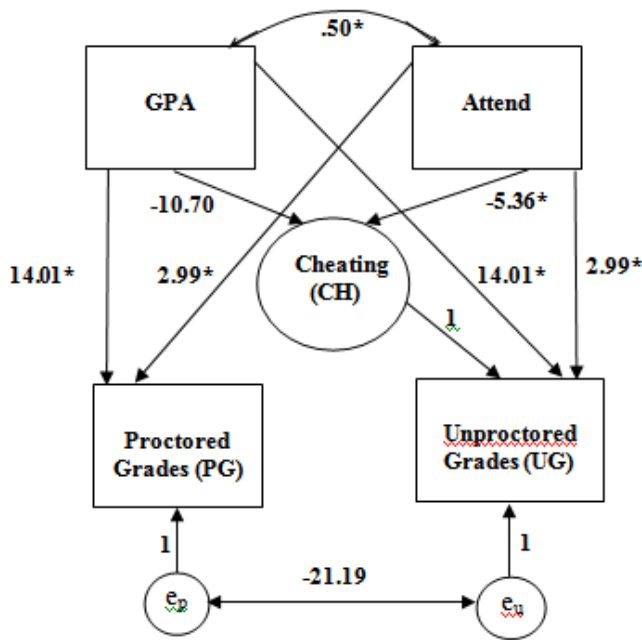 .50*
GPA
Attend
-10.70
-5.36*
14.01*
2.99*
Cheating
(CH)
14.01*
2.99*
1
Proctored
Grades (PG)
Unproctored
Grades (UG)
1
1
-21.19
ep
eu